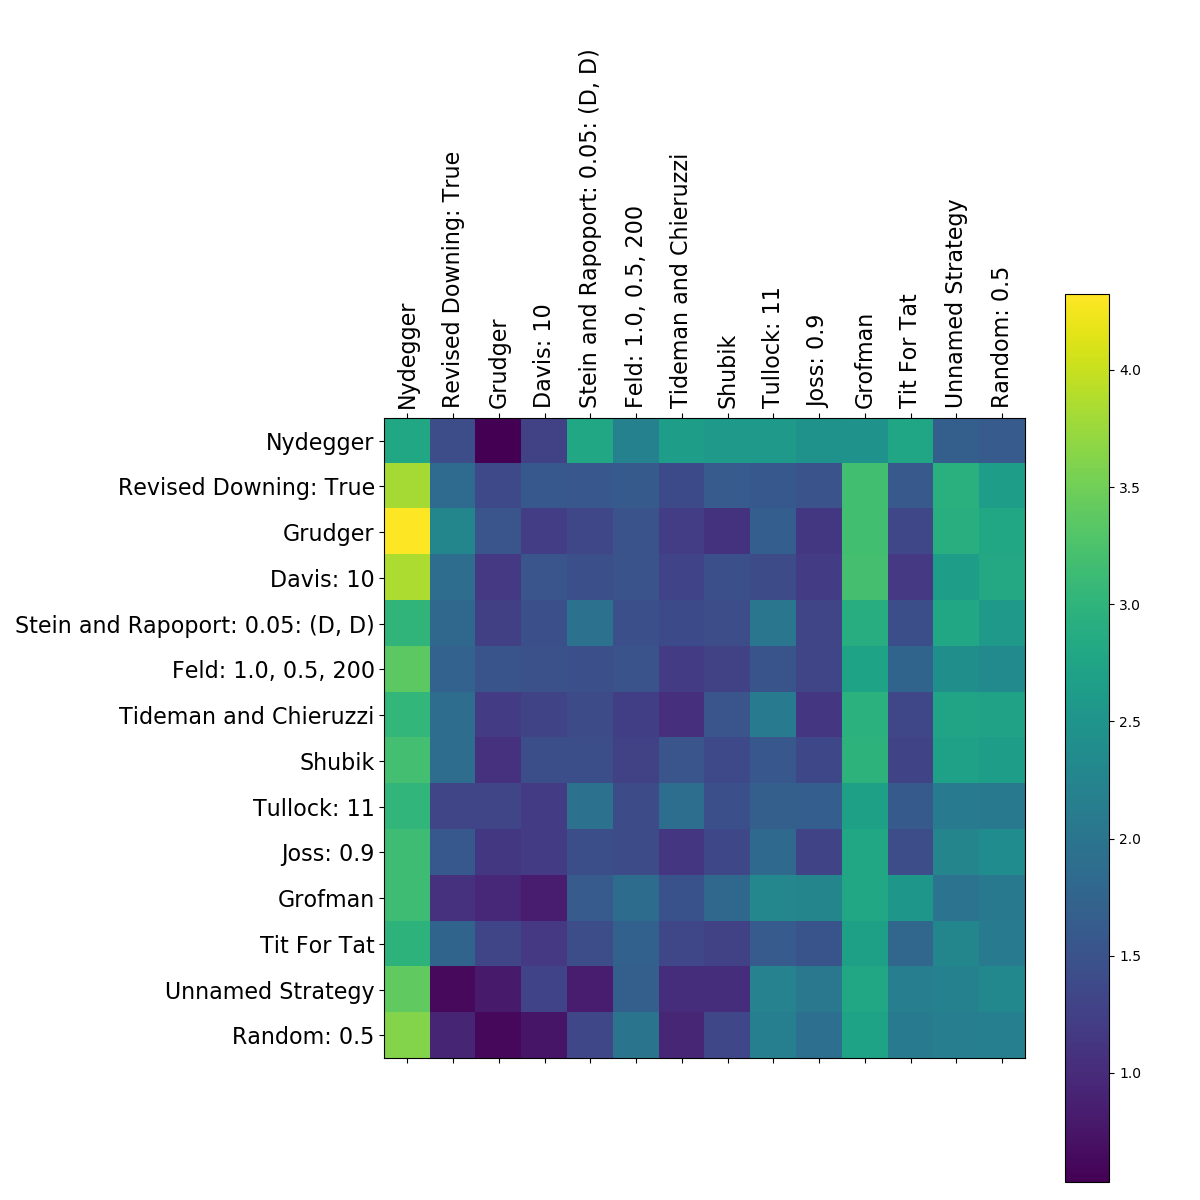 Nydegger
Revised Downing: True
Grudger
Davis: 10
Stein and Rapoport: 0.05: (D, D)
Feld: 1.0, 0.5, 200
Tideman and Chieruzzi
Shubik
Tullock: 11
Joss: 0.9
Grofman
Tit For Tat
Unnamed Strategy
Random: 0.5
Nydegger
Revised Downing: True
Grudger
Davis: 10
Stein and Rapoport: 0.05: (D, D)
Feld: 1.0, 0.5, 200
Tideman and Chieruzzi
Shubik
Tullock: 11
Joss: 0.9
Grofman
Tit For Tat
Unnamed Strategy
Random: 0.5
4.0
3.5
3.0
2.5
2.0
1.5
1.0